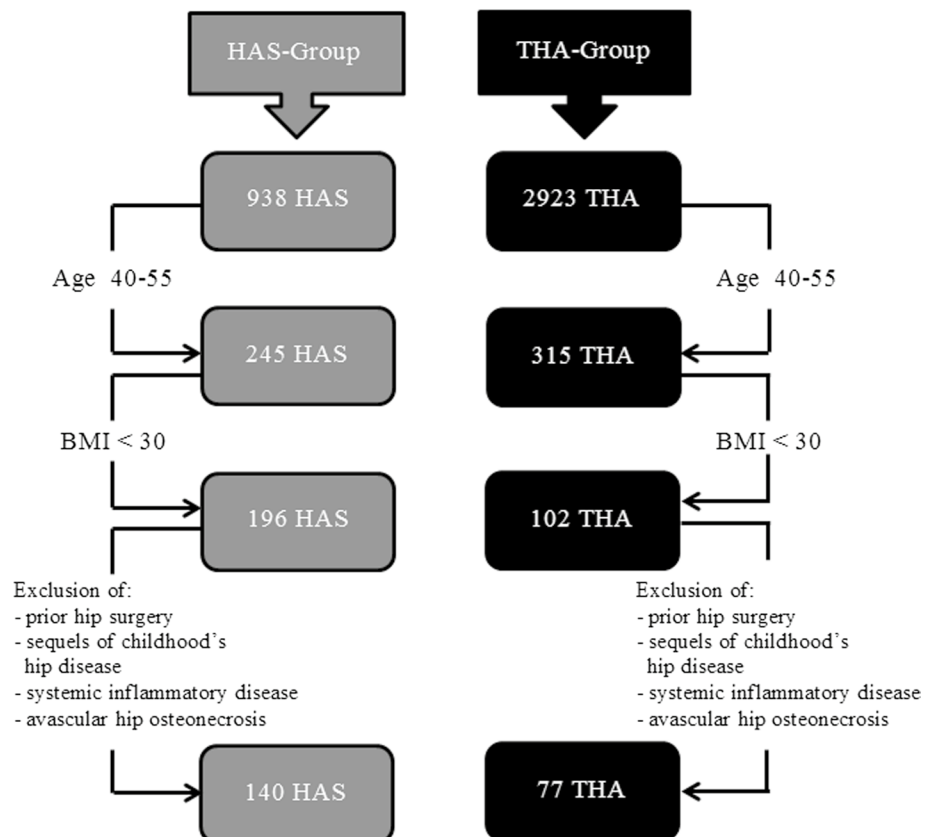 HAS-Group
THA-Group
938 HAS
2923 THA
Age 40-55
Age 40-55
245 HAS
315 THA
BMI < 30
BMI < 30
196 HAS
102 THA
Exclusion of:
- prior hip surgery
- sequels of childhood's
hip disease
- systemic inflammatory disease
- avascular hip osteonecrosis
Exclusion of:
- prior hip surgery
- sequels of childhood's
hip disease
- systemic inflammatory disease
- avascular hip osteonecrosis
140 HAS
77 THA